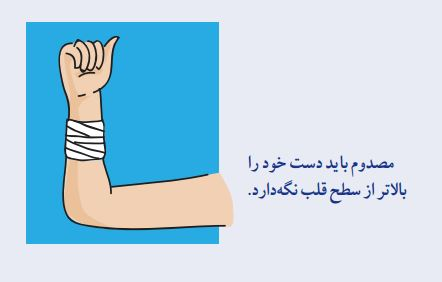 مصدوم باید دست خود را
بالاتر از سطح قلب نگه‌دارد.